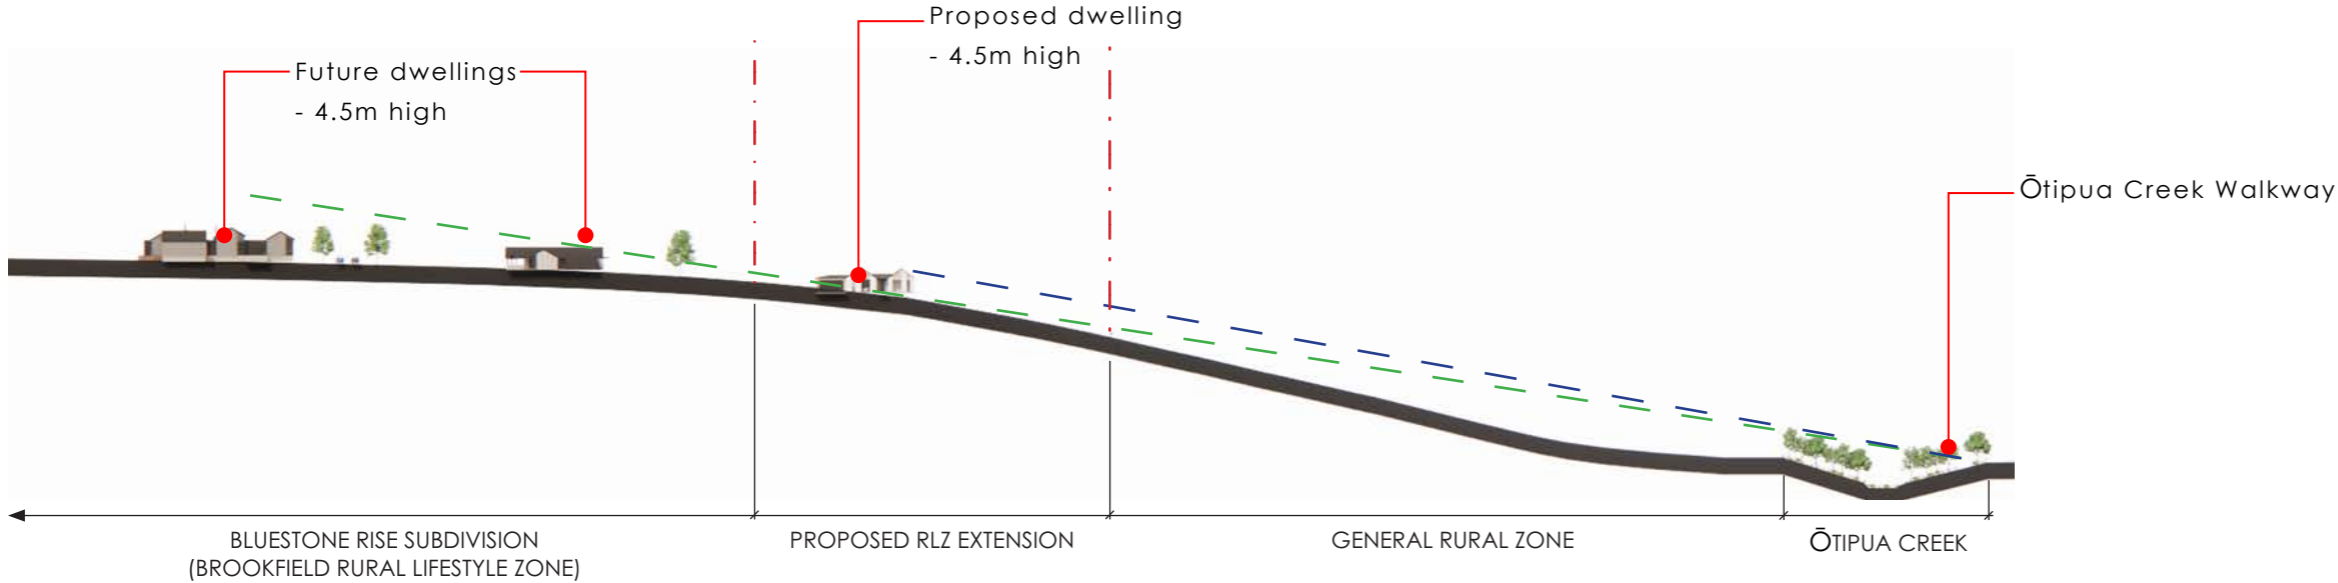 Proposed dwelling
- 4.5m high
Future dwellings
- 4.5m high
Ōtipua Creek Walkway
BLUESTONE RISE SUBDIVISION
(BROOKFIELD RURAL LIFESTYLE ZONE)
PROPOSED RLZ EXTENSION
GENERAL RURAL ZONE
ŌTIPUA CREEK